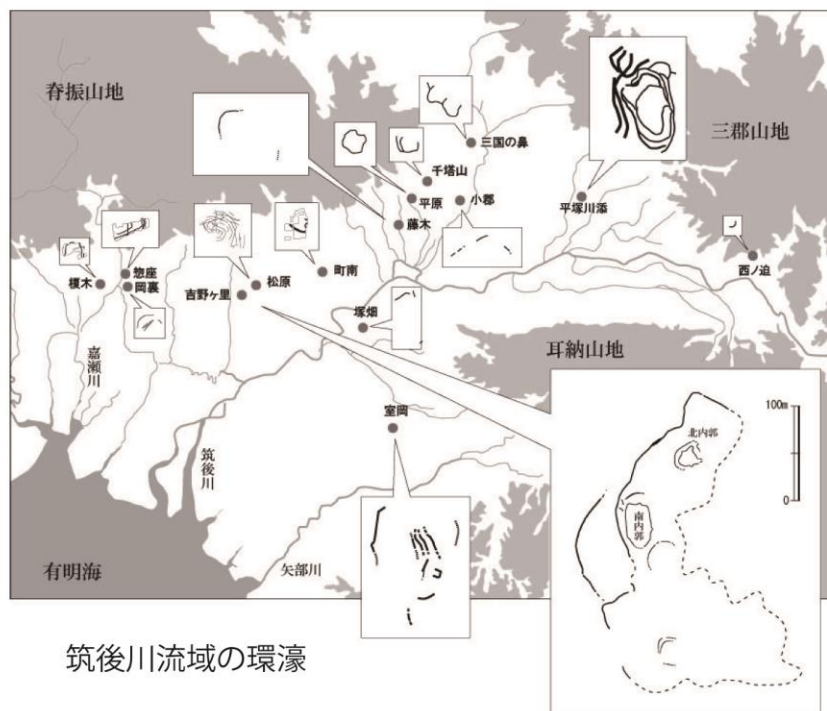 脊振山地
三国の鼻
三郡山地
千塔山
平原
小郡
平塚川添
藤木
西ノ迫
惣座
町南
松原
榎木
岡裏
吉野ヶ里
塚畑
耳納山地
嘉瀬川
100m
北内郭
室岡
筑後川
0
南内郭
有明海
矢部川
筑後川流域の環濠